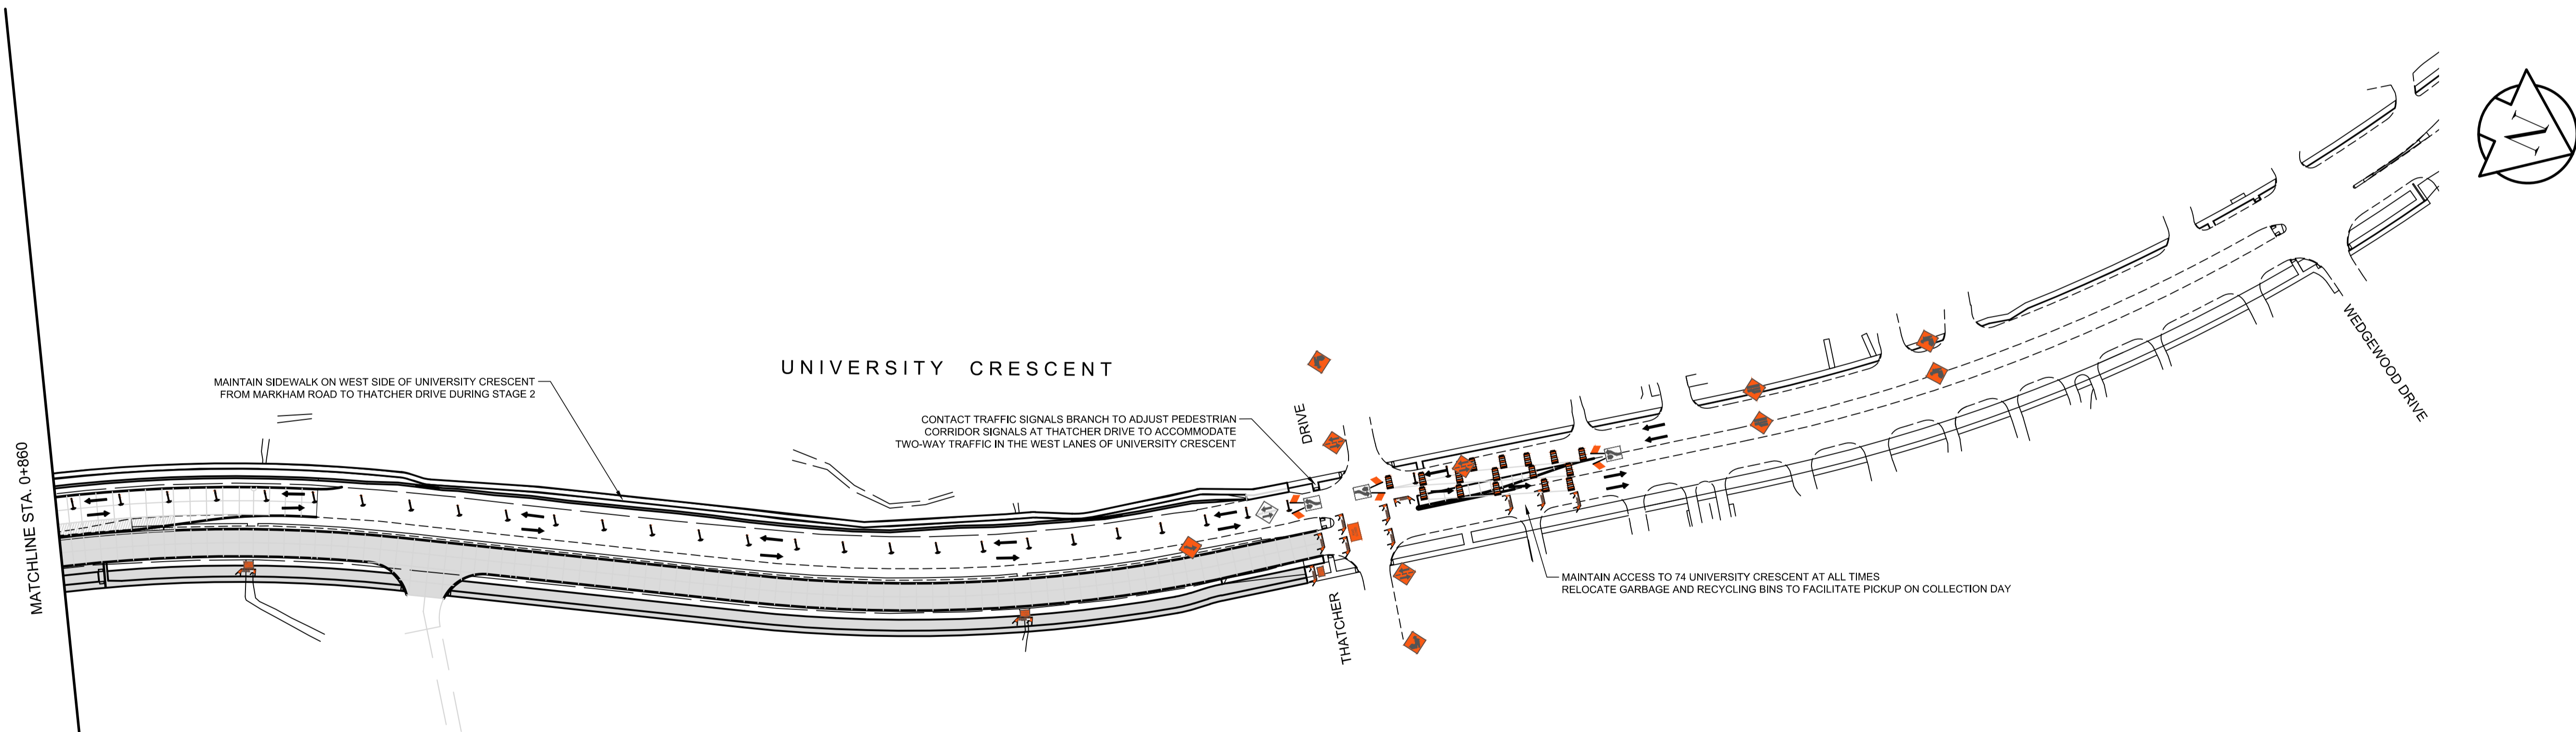 MATCHLINE STA. 0+860
MAINTAIN SIDEWALK ON WEST SIDE OF UNIVERSITY CRESCENT
FROM MARKHAM ROAD TO THATCHER DRIVE DURING STAGE 2
UNIVERSITY CRESCENT
CONTACT TRAFFIC SIGNALS BRANCH TO ADJUST PEDESTRIAN
CORRIDOR SIGNALS AT THATCHER DRIVE TO ACCOMMODATE
TWO-WAY TRAFFIC IN THE WEST LANES OF UNIVERSITY CRESCENT
THATCHER DRIVE
MAINTAIN ACCESS TO 74 UNIVERSITY CRESCENT AT ALL TIMES
RELOCATE GARBAGE AND RECYCLING BINS TO FACILITATE PICKUP ON COLLECTION DAY
WEDGEWOOD DRIVE
N